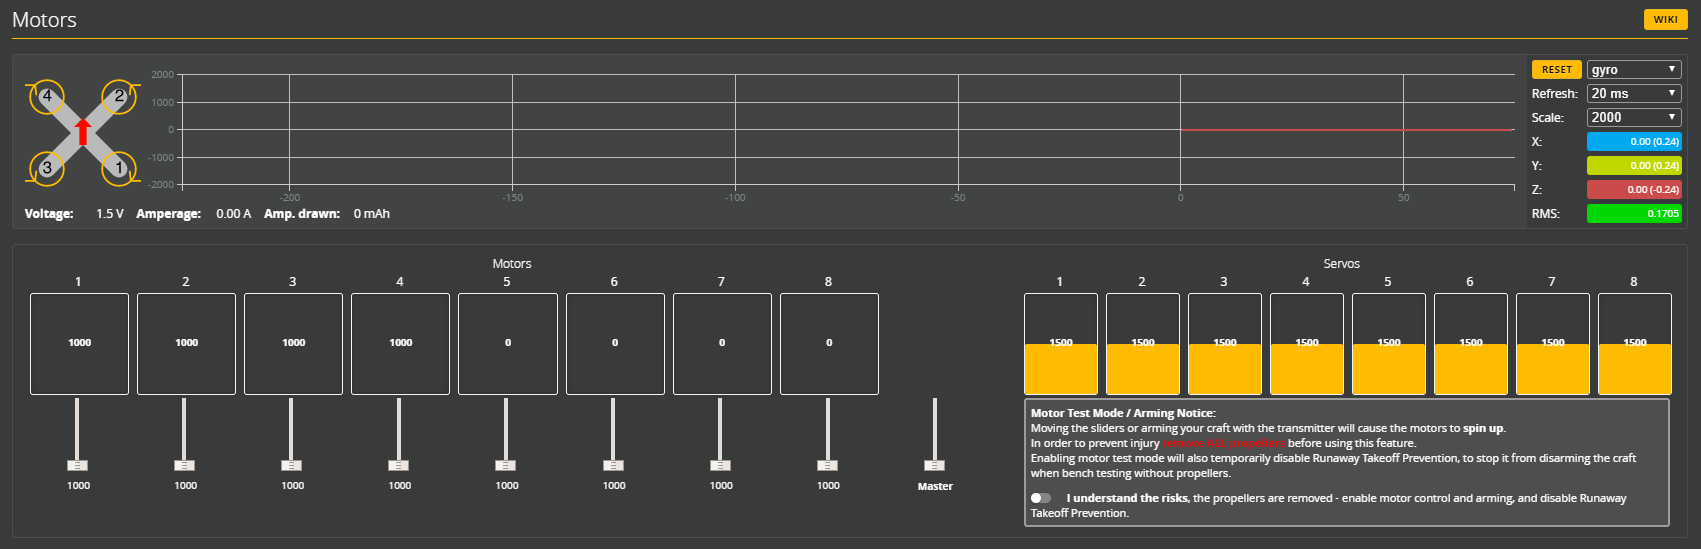 Motors
WIKI
4 2
3 1
2000
1000
0
-1000
-2000
-200 -150 -100 -50 0 50
RESET gyro
Refresh: 20 ms
Scale: 2000
X: 0.00 (0.24)
Y: 0.00 (0.24)
Z: 0.00 (-0.24)
RMS: 0.1705
Voltage: 1.5 V Amperage: 0.00 A Amp. drawn: 0 mAh
Motors
1 2 3 4 5 6 7 8
1000 1000 1000 1000 0 0 0 0
1000 1000 1000 1000 1000 1000 1000 1000 Master
Servos
1 2 3 4 5 6 7 8
1500 1500 1500 1500 1500 1500 1500 1500
Motor Test Mode / Arming Notice:
Moving the sliders or arming your craft with the transmitter will cause the motors to spin up.
In order to prevent injury remove ALL propellers before using this feature.
Enabling motor test mode will also temporarily disable Runaway Takeoff Prevention, to stop it from disarming the craft
when bench testing without propellers.
I understand the risks, the propellers are removed - enable motor control and arming, and disable Runaway
Takeoff Prevention.